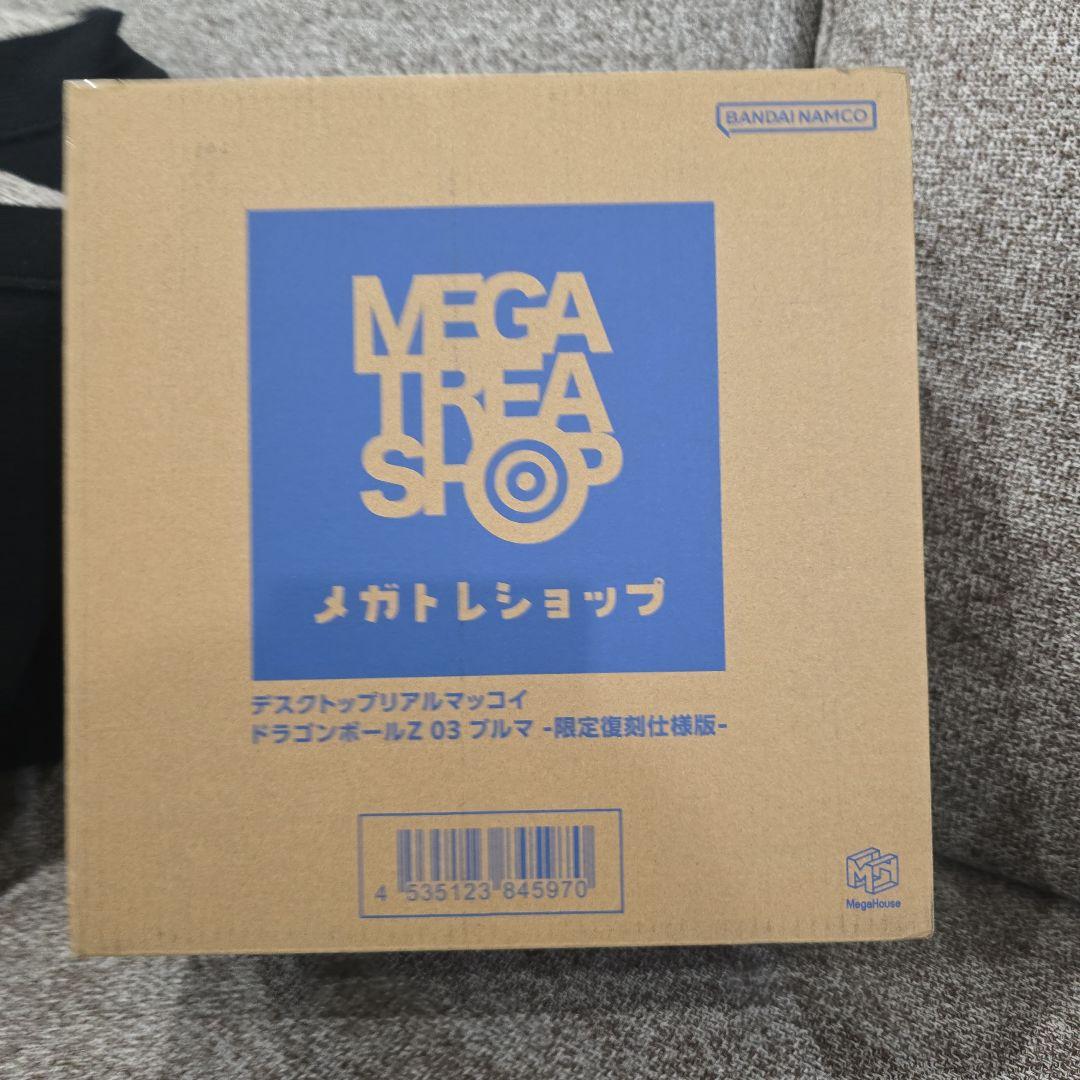 BANDAI NAMCO
MEGA
TREA
SHOP
メガトレショップ
デスクトップリアルマッコイ
ドラゴンボールZ 03 ブルマ -限定復刻仕様版-
4 535123 845970
MegaHouse